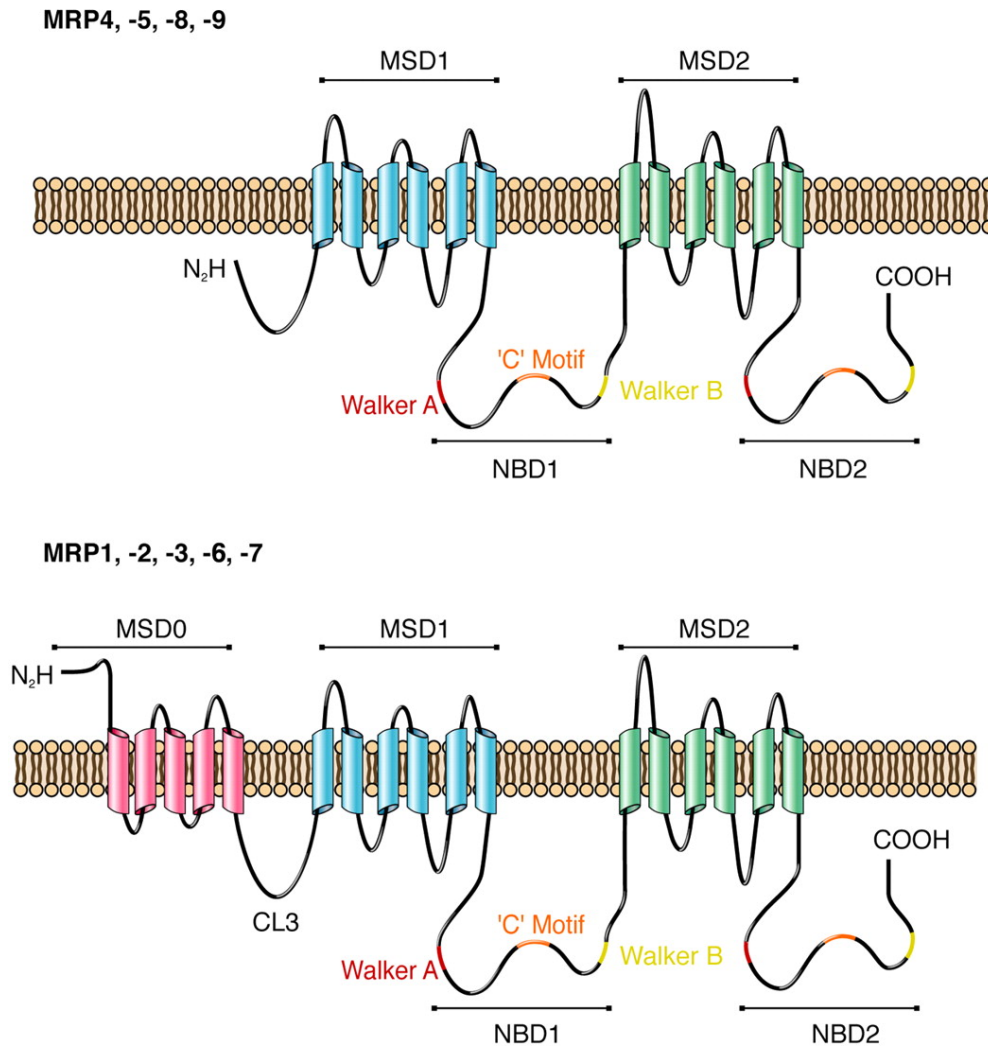 MRP4, -5, -8, -9
MSD1
MSD2
N₂H
COOH
'C' Motif
Walker A
Walker B
NBD1
NBD2
MRP1, -2, -3, -6, -7
MSD0
MSD1
MSD2
N₂H
COOH
CL3
'C' Motif
Walker A
Walker B
NBD1
NBD2